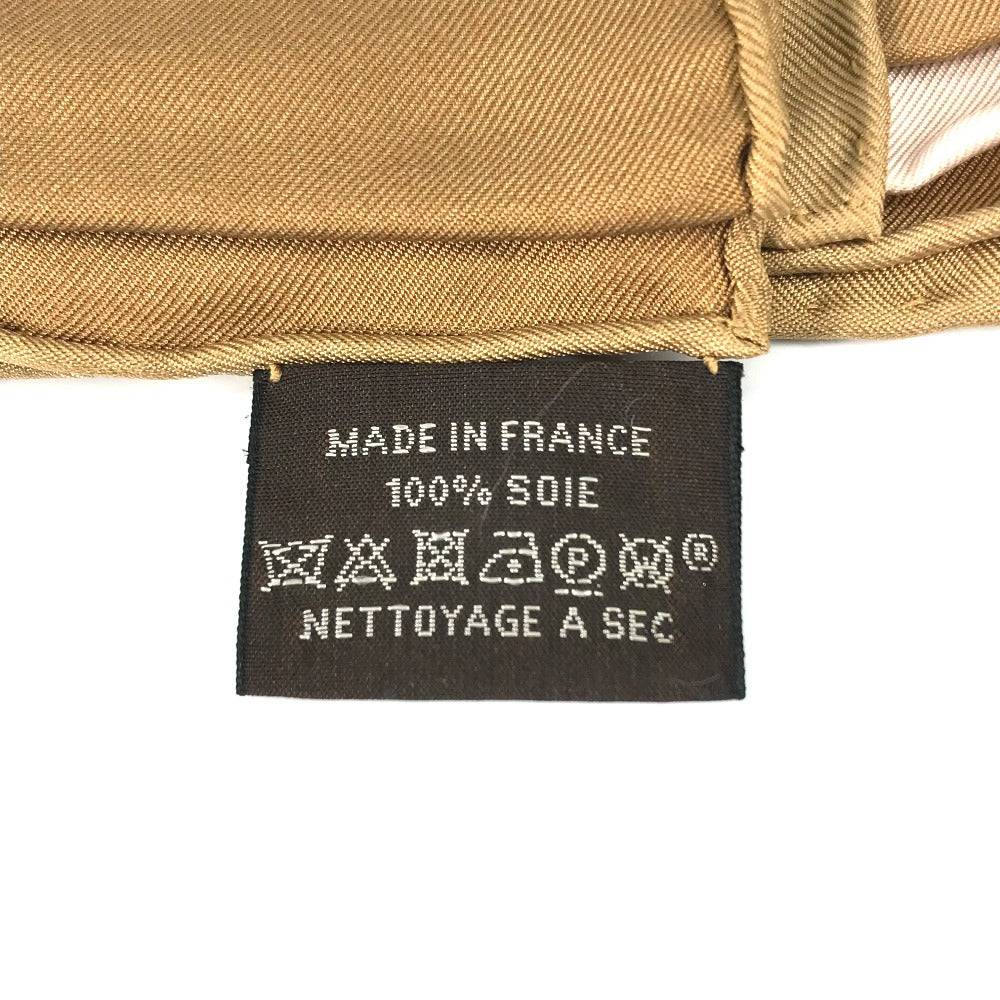 MADE IN FRANCE
100% SOIE
P W ®
NETTOYAGE A SEC